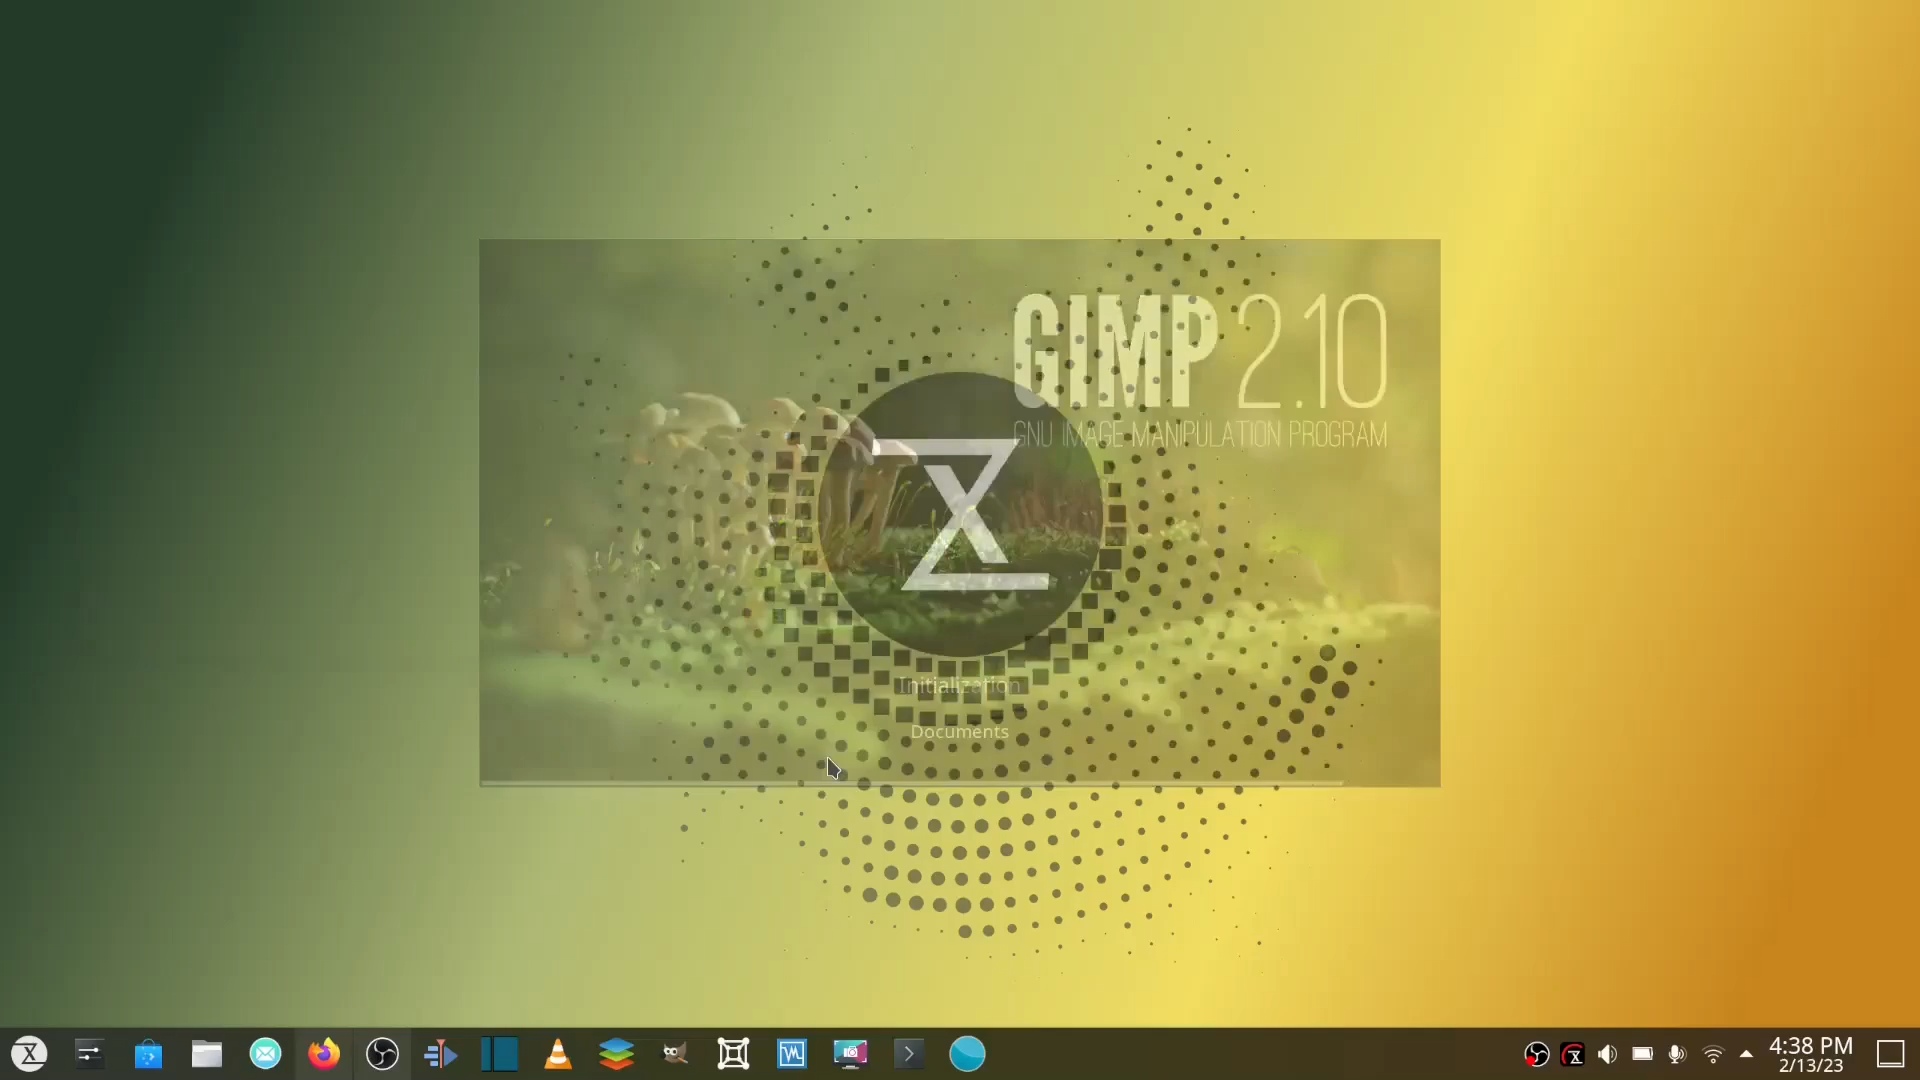 GIMP 2.10
GNU IMAGE MANIPULATION PROGRAM
Initialization
Documents
4:38 PM
2/13/23